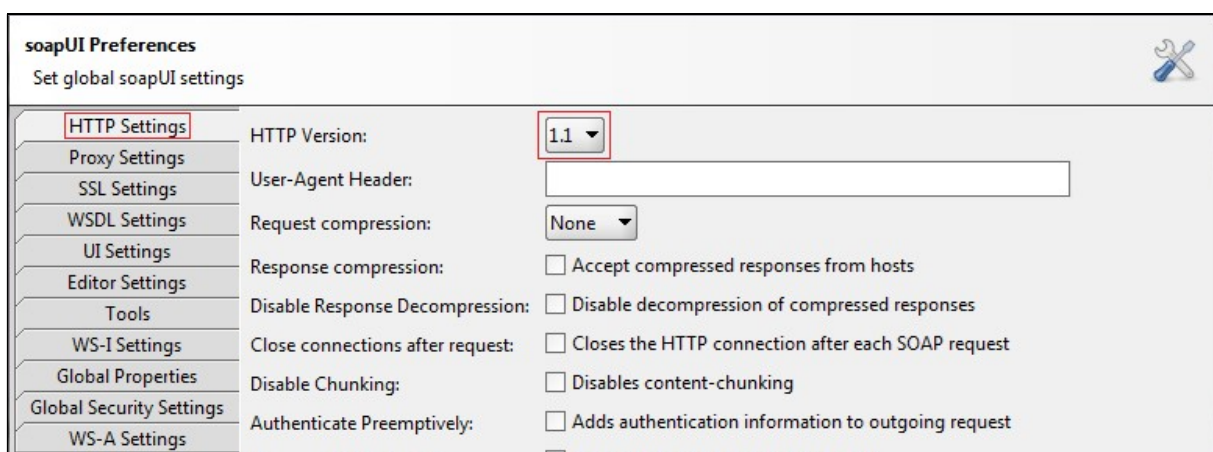 soapUI Preferences
Set global soapUI settings
HTTP Settings
Proxy Settings
SSL Settings
WSDL Settings
UI Settings
Editor Settings
Tools
WS-I Settings
Global Properties
Global Security Settings
WS-A Settings
HTTP Version: 1.1
User-Agent Header:
Request compression: None
Response compression: Accept compressed responses from hosts
Disable Response Decompression: Disable decompression of compressed responses
Close connections after request: Closes the HTTP connection after each SOAP request
Disable Chunking: Disables content-chunking
Authenticate Preemptively: Adds authentication information to outgoing request